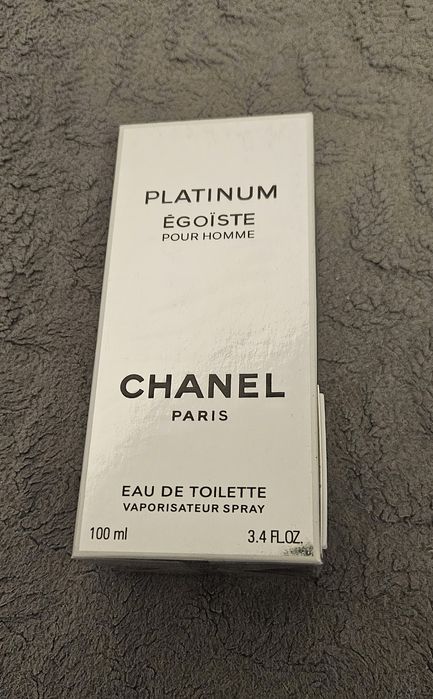 PLATINUM
ÉGOÏSTE
POUR HOMME
CHANEL
PARIS
EAU DE TOILETTE
VAPORISATEUR SPRAY
100 ml 3.4 FL.OZ.